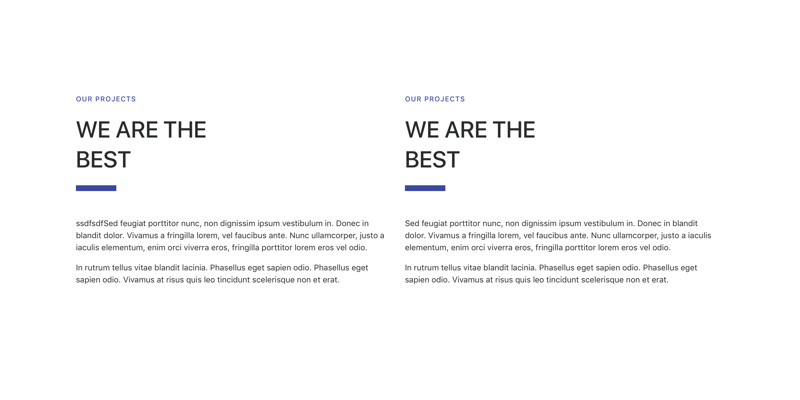 OUR PROJECTS
WE ARE THE
BEST
ssdfsdfSed feugiat porttitor nunc, non dignissim ipsum vestibulum in. Donec in
blandit dolor. Vivamus a fringilla lorem, vel faucibus ante. Nunc ullamcorper, justo a
iaculis elementum, enim orci viverra eros, fringilla porttitor lorem eros vel odio.
In rutrum tellus vitae blandit lacinia. Phasellus eget sapien odio. Phasellus eget
sapien odio. Vivamus at risus quis leo tincidunt scelerisque non et erat.
OUR PROJECTS
WE ARE THE
BEST
Sed feugiat porttitor nunc, non dignissim ipsum vestibulum in. Donec in blandit
dolor. Vivamus a fringilla lorem, vel faucibus ante. Nunc ullamcorper, justo a iaculis
elementum, enim orci viverra eros, fringilla porttitor lorem eros vel odio.
In rutrum tellus vitae blandit lacinia. Phasellus eget sapien odio. Phasellus eget
sapien odio. Vivamus at risus quis leo tincidunt scelerisque non et erat.